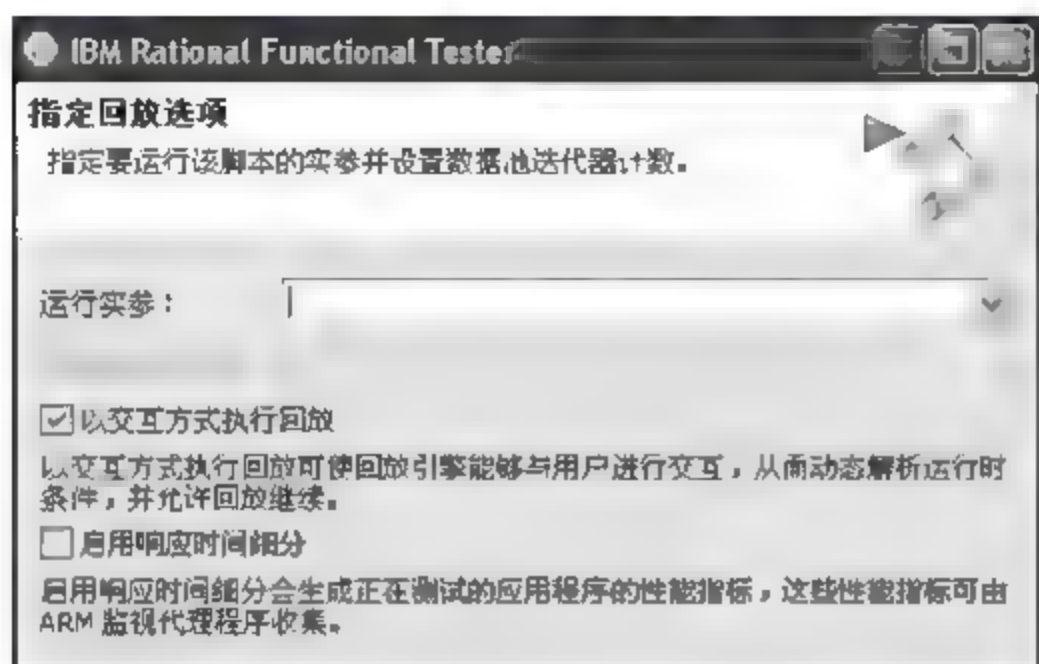 IBM Rational Functional Tester
指定回放选项
指定要运行该脚本的实参并设置数据池迭代器计数。
运行实参：
以交互方式执行回放
以交互方式执行回放可使回放引擎能够与用户进行交互，从而动态解析运行时
条件，并允许回放继续。
启用响应时间细分
启用响应时间细分会生成正在测试的应用程序的性能指标，这些性能指标可由
ARM 监视代理程序收集。